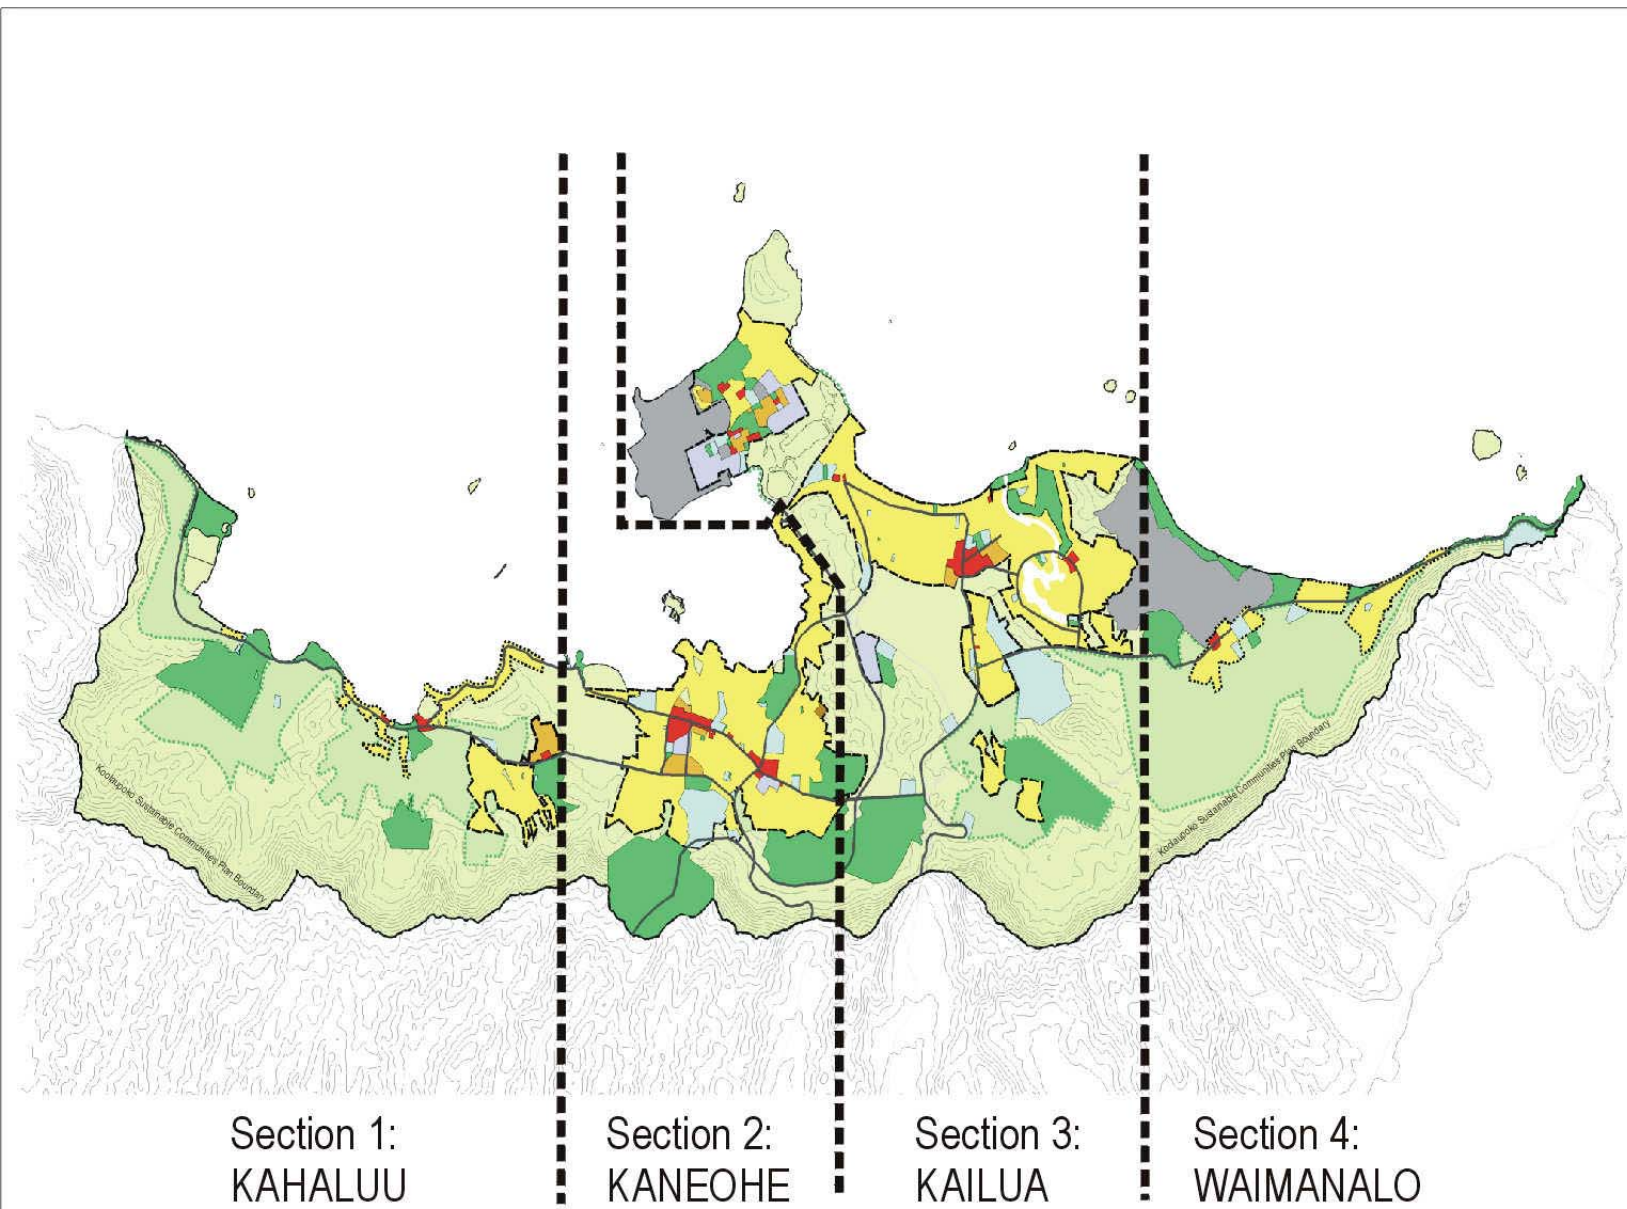 Koolaupoko Sustainable Communities Plan Boundary
Koolaupoko Sustainable Communities Plan Boundary
Section 1:
KAHALUU
Section 2:
KANEOHE
Section 3:
KAILUA
Section 4:
WAIMANALO